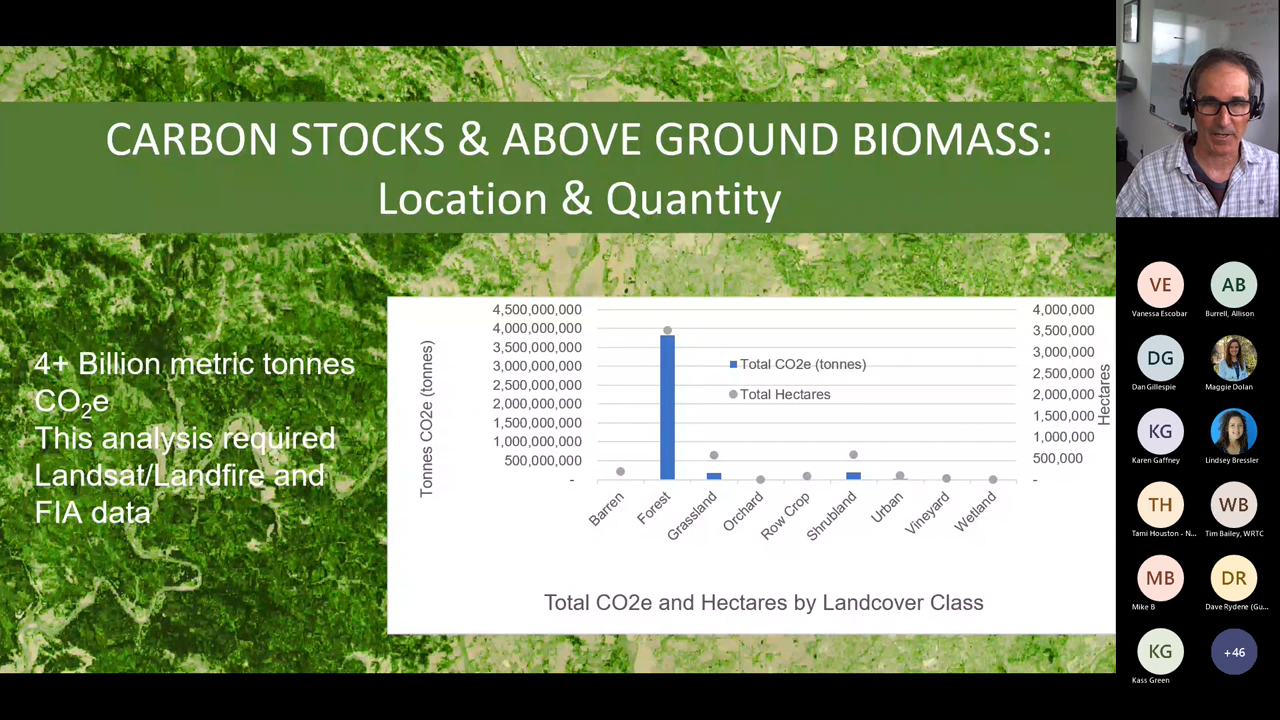 CARBON STOCKS & ABOVE GROUND BIOMASS:
Location & Quantity
4+ Billion metric tonnes
CO2e
This analysis required
Landsat/Landfire and
FIA data
Tonnes CO2e (tonnes)
4,500,000,000
4,000,000,000
3,500,000,000
3,000,000,000
2,500,000,000
2,000,000,000
1,500,000,000
1,000,000,000
500,000,000
-
Total CO2e (tonnes)
Total Hectares
4,000,000
3,500,000
3,000,000
2,500,000
2,000,000
1,500,000
1,000,000
500,000
-
Hectares
Barren
Forest
Grassland
Orchard
Row Crop
Shrubland
Urban
Vineyard
Wetland
Total CO2e and Hectares by Landcover Class
VE
Vanessa Escobar
AB
Burrell, Allison
DG
Dan Gillespie
Maggie Dolan
KG
Karen Gaffney
Lindsey Bressler
TH
Tami Houston - N...
WB
Tim Bailey, WRTC
MB
Mike B
DR
Dave Rydene (Gu...
KG
Kass Green
+46